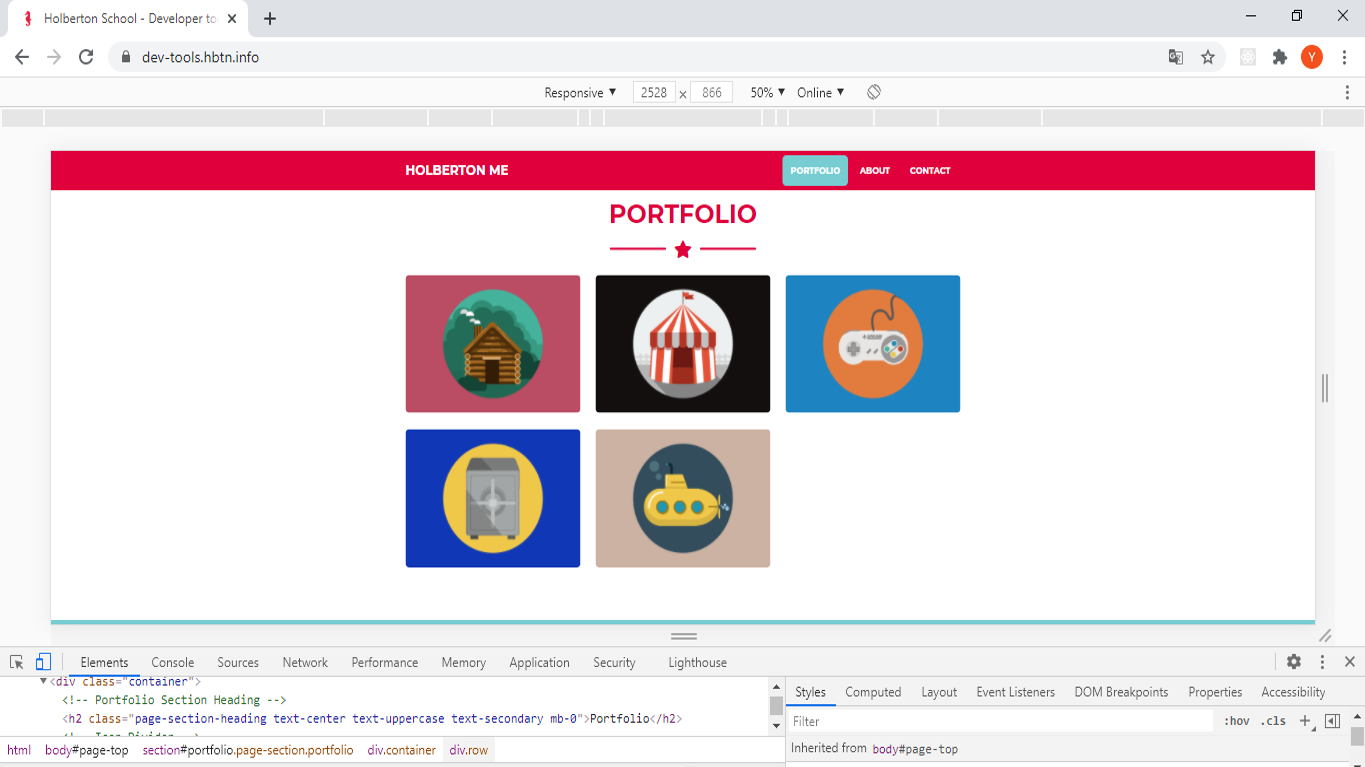 Holberton School - Developer to
dev-tools.hbtn.info
Y
Responsive ▼ 2528 x 866 50% ▼ Online ▼
HOLBERTON ME PORTFOLIO ABOUT CONTACT
PORTFOLIO
Elements Console Sources Network Performance Memory Application Security Lighthouse
▼<div class="container">
<!-- Portfolio Section Heading -->
<h2 class="page-section-heading text-center text-uppercase text-secondary mb-0">Portfolio</h2>
<!-- Icon Divider -->
html body#page-top section#portfolio.page-section.portfolio div.container div.row
Styles Computed Layout Event Listeners DOM Breakpoints Properties Accessibility
Filter :hov .cls +
Inherited from body#page-top